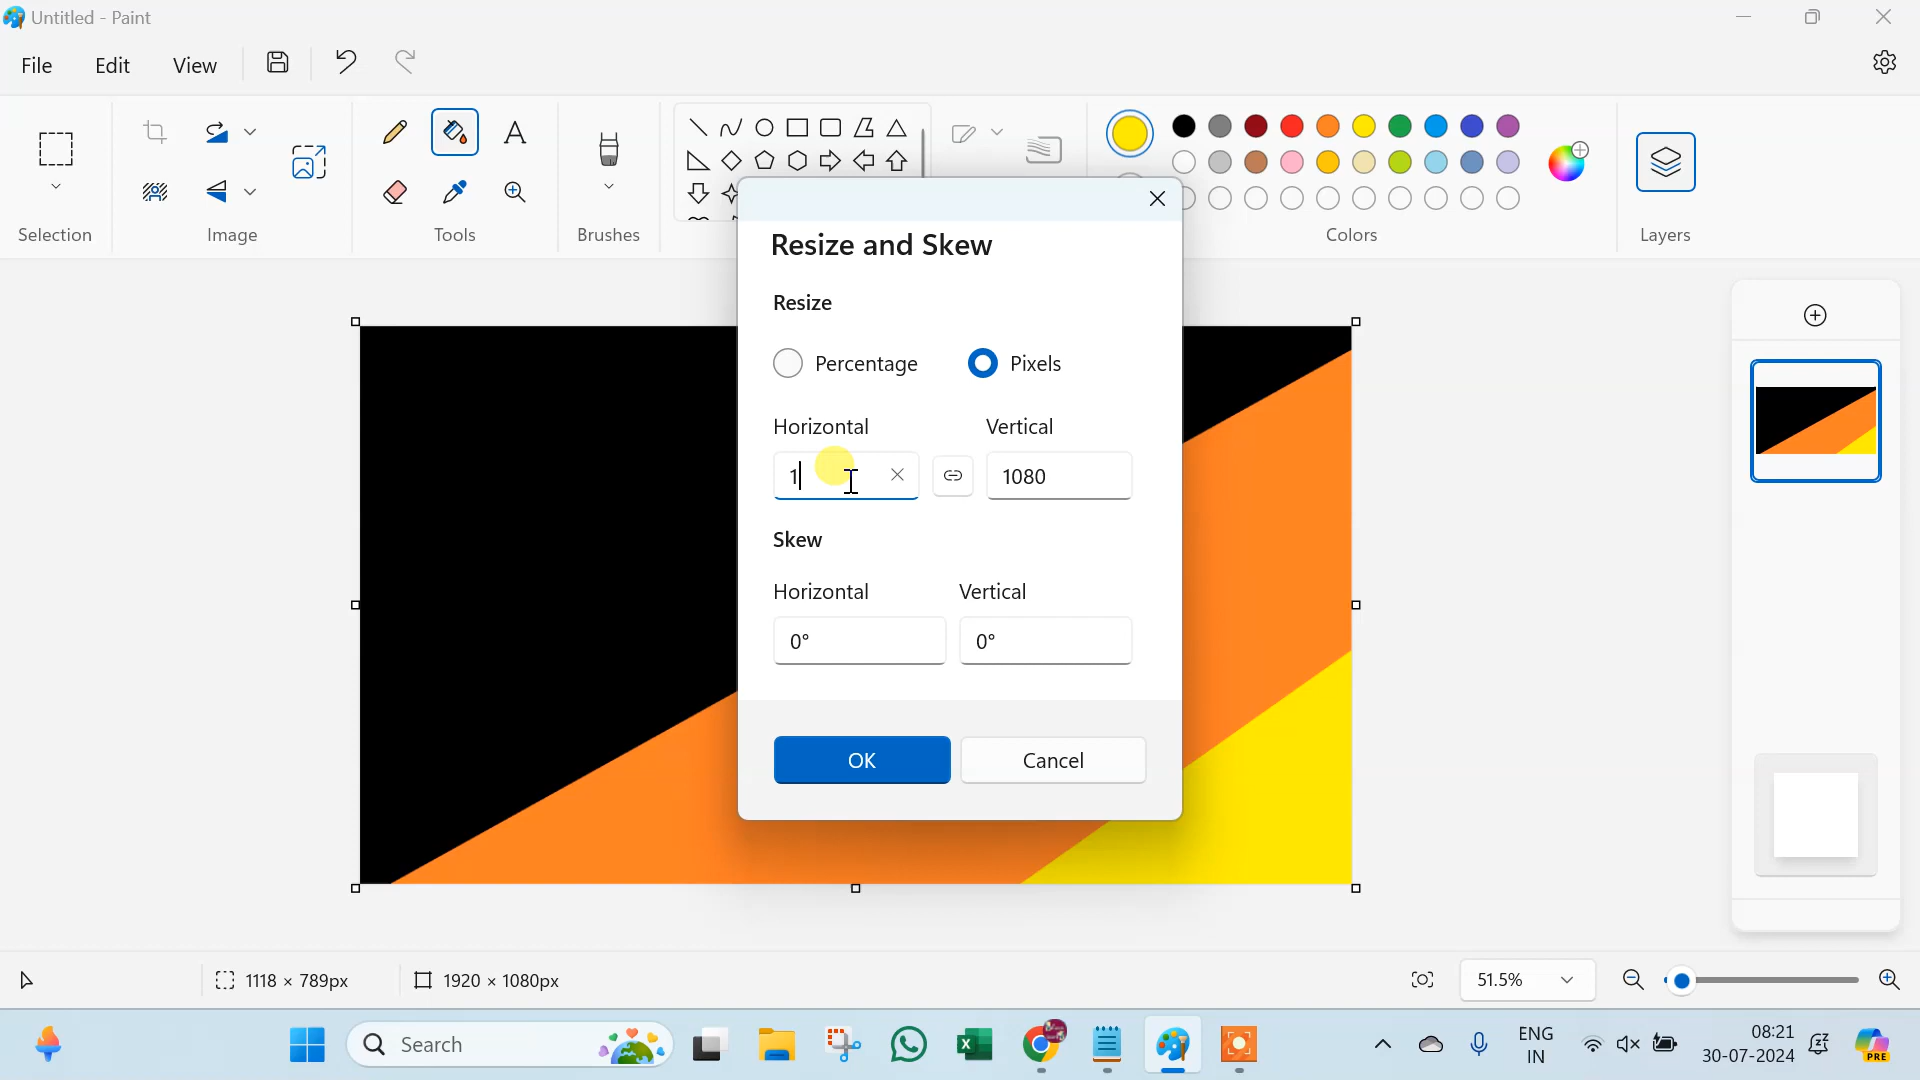 Untitled - Paint
File Edit View
Selection Image Tools Brushes Colors Layers
Resize and Skew
Resize
Percentage Pixels
Horizontal Vertical
1 1080
Skew
Horizontal Vertical
0° 0°
OK Cancel
1118 × 789px 1920 × 1080px 51.5%
Search
ENG
IN
08:21
30-07-2024
PRE